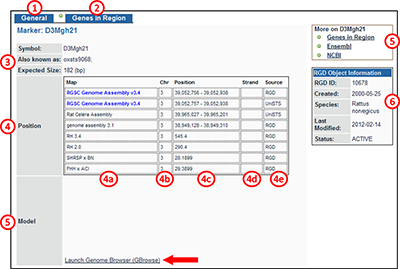 1
2
General
Genes in Region
Marker: D3Mgh21
Symbol: D3Mgh21
3 Also known as: oxsts9068;
Expected Size: 182 (bp)
4 Position
Map Chr Position Strand Source
RGSC Genome Assembly v3.4 3 39,052,756 - 39,052,938 RGD
RGSC Genome Assembly v3.4 3 39,052,757 - 39,052,938 UniSTS
Rat Celera Assembly 3 39,965,027 - 39,965,201 UniSTS
genome assembly 3.1 3 38,949,128 - 38,949,310 RGD
RH 3.4 3 545.4 RGD
RH 2.0 3 290.4 RGD
SHRSP x BN 3 28.1899 RGD
FHH x ACI 3 29.3899 RGD
4a 4b 4c 4d 4e
5 Model
Launch Genome Browser (GBrowse)
More on D3Mgh21
Genes in Region
Ensembl
NCBI
5
RGD Object Information
RGD ID: 10678
Created: 2000-05-25
Species: Rattus norvegicus
Last Modified: 2012-02-14
Status: ACTIVE
6